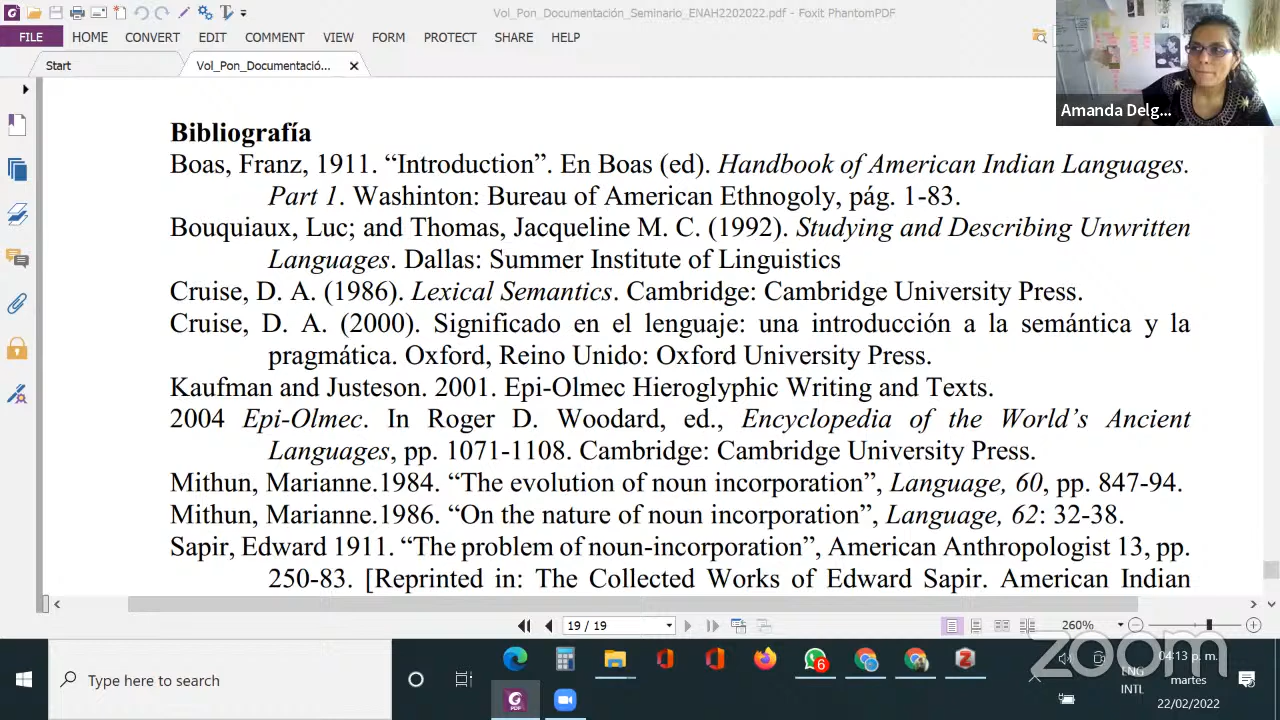 Vol_Pon_Documentación_Seminario_ENAH2202022.pdf - Foxit PhantomPDF
FILE HOME CONVERT EDIT COMMENT VIEW FORM PROTECT SHARE HELP
Start Vol_Pon_Documentació...
Amanda Delg...
Bibliografía
Boas, Franz, 1911. “Introduction”. En Boas (ed). Handbook of American Indian Languages.
Part 1. Washinton: Bureau of American Ethnogoly, pág. 1-83.
Bouquiaux, Luc; and Thomas, Jacqueline M. C. (1992). Studying and Describing Unwritten
Languages. Dallas: Summer Institute of Linguistics
Cruise, D. A. (1986). Lexical Semantics. Cambridge: Cambridge University Press.
Cruise, D. A. (2000). Significado en el lenguaje: una introducción a la semántica y la
pragmática. Oxford, Reino Unido: Oxford University Press.
Kaufman and Justeson. 2001. Epi-Olmec Hieroglyphic Writing and Texts.
2004 Epi-Olmec. In Roger D. Woodard, ed., Encyclopedia of the World’s Ancient
Languages, pp. 1071-1108. Cambridge: Cambridge University Press.
Mithun, Marianne.1984. “The evolution of noun incorporation”, Language, 60, pp. 847-94.
Mithun, Marianne.1986. “On the nature of noun incorporation”, Language, 62: 32-38.
Sapir, Edward 1911. “The problem of noun-incorporation”, American Anthropologist 13, pp.
250-83. [Reprinted in: The Collected Works of Edward Sapir. American Indian
19 / 19
260%
zoom
Type here to search
6
PDF
ENG
INTL
04:13 p. m.
martes
22/02/2022